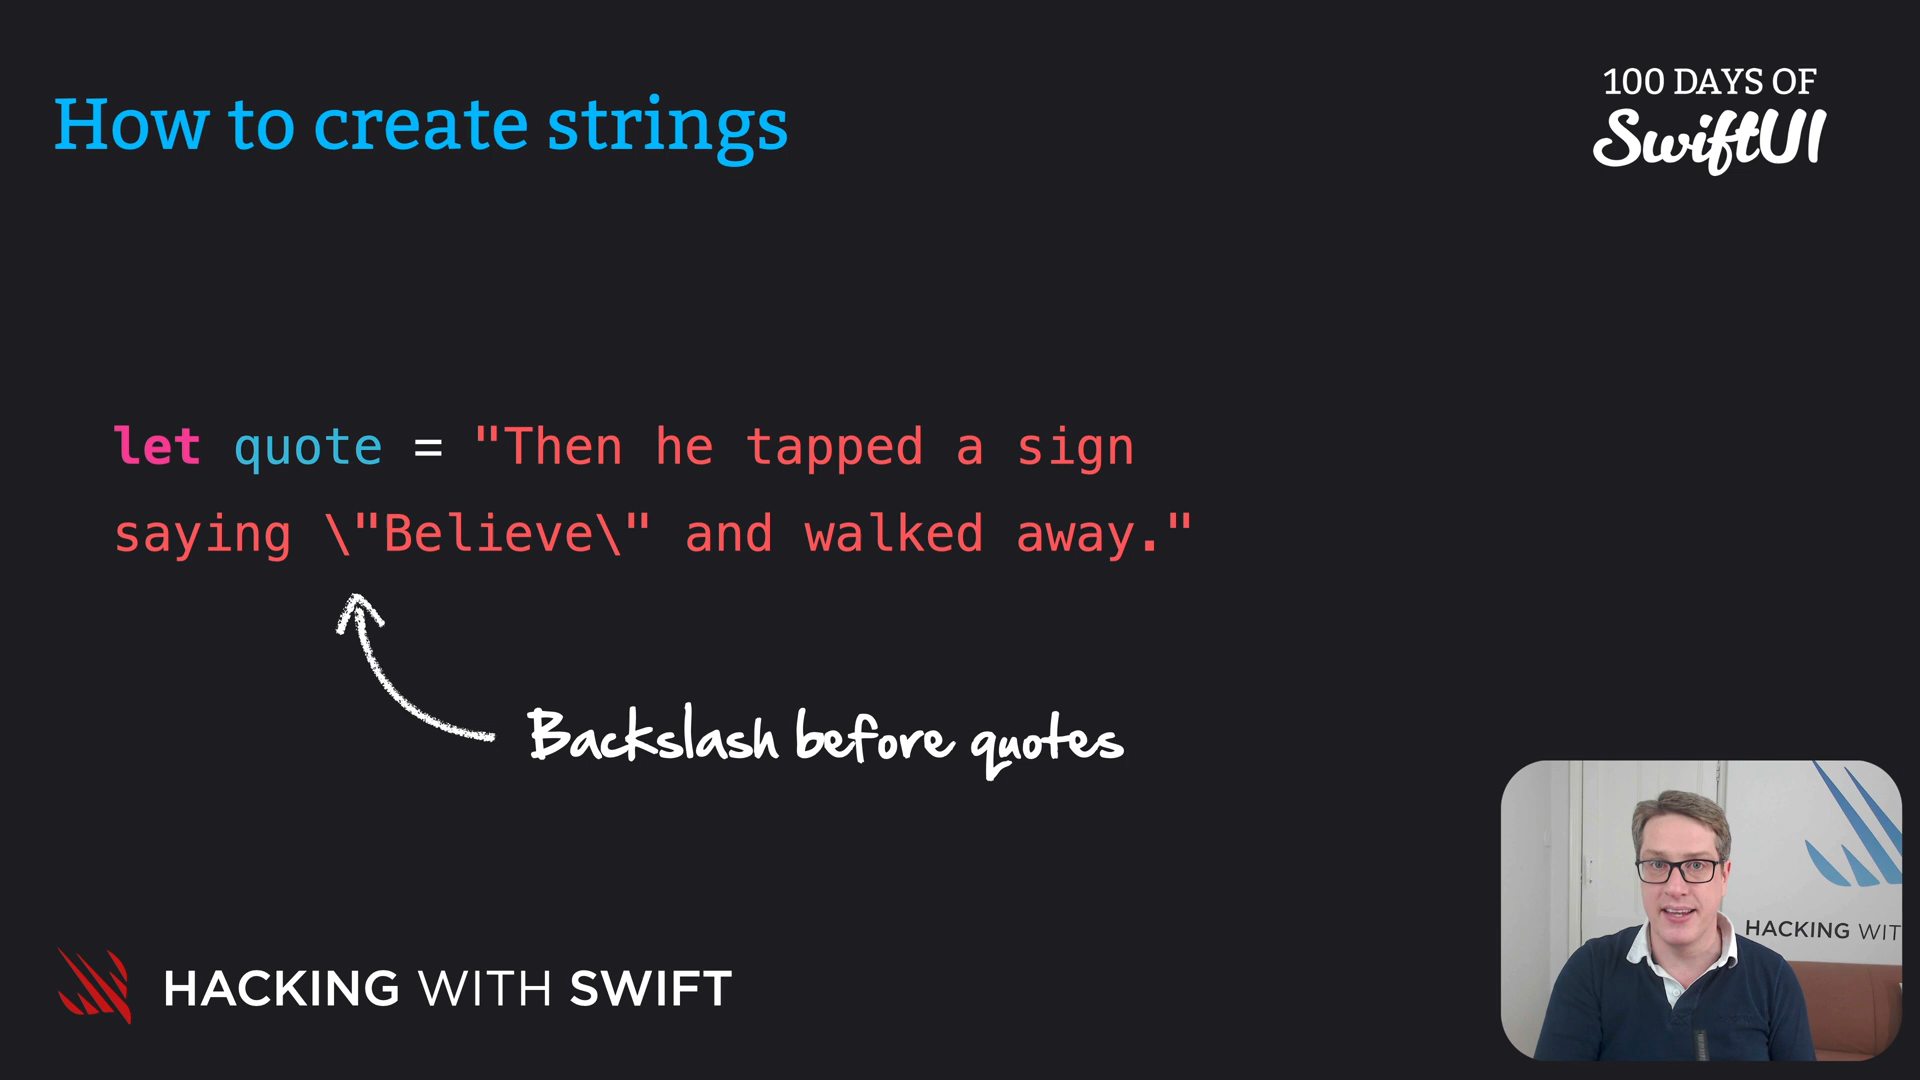 How to create strings
100 DAYS OF
SwiftUI
let quote = "Then he tapped a sign
saying \"Believe\" and walked away."
Backslash before quotes
HACKING WIT
HACKING WITH SWIFT